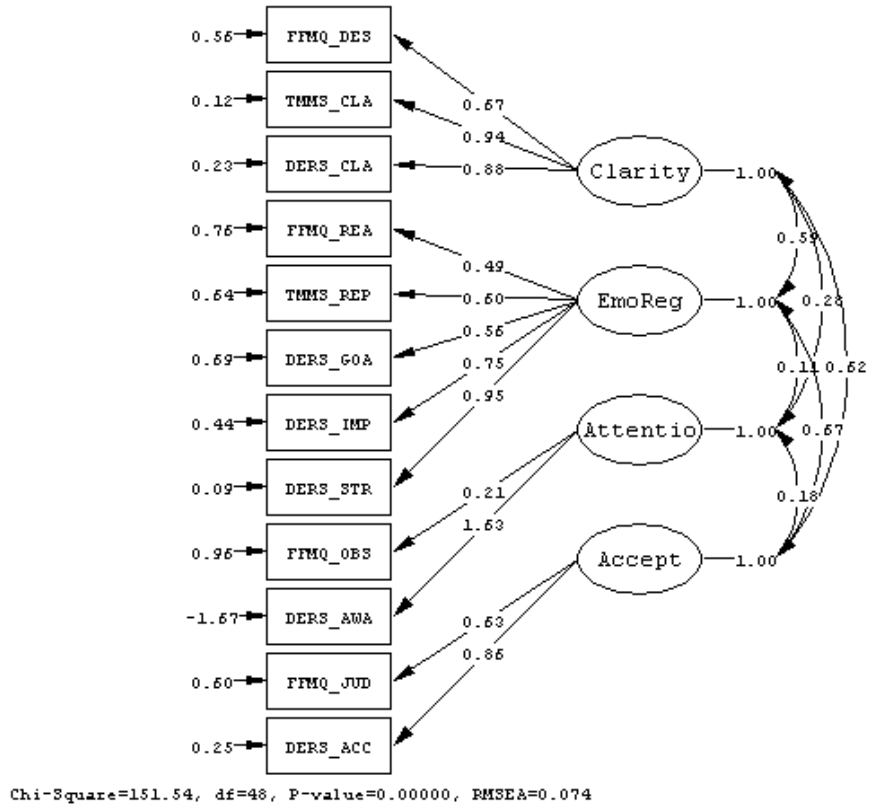 0.56 FFMQ_DES
0.67
0.12 TMMS_CLA
0.94
0.23 DERS_CLA 0.88 Clarity 1.00
0.76 FFMQ_REA
0.59
0.49
0.64 TMMS_REP 0.60 EmoReg 1.00 0.28
0.56
0.69 DERS_GOA 0.75 0.11 0.62
0.95
0.44 DERS_IMP Attentio 1.00 0.67
0.09 DERS_STR 0.18
0.21
1.63
0.96 FFMQ_OBS Accept 1.00
-1.67 DERS_AWA
0.63
0.86
0.60 FFMQ_JUD
0.25 DERS_ACC
Chi-Square=151.54, df=48, P-value=0.00000, RMSEA=0.074